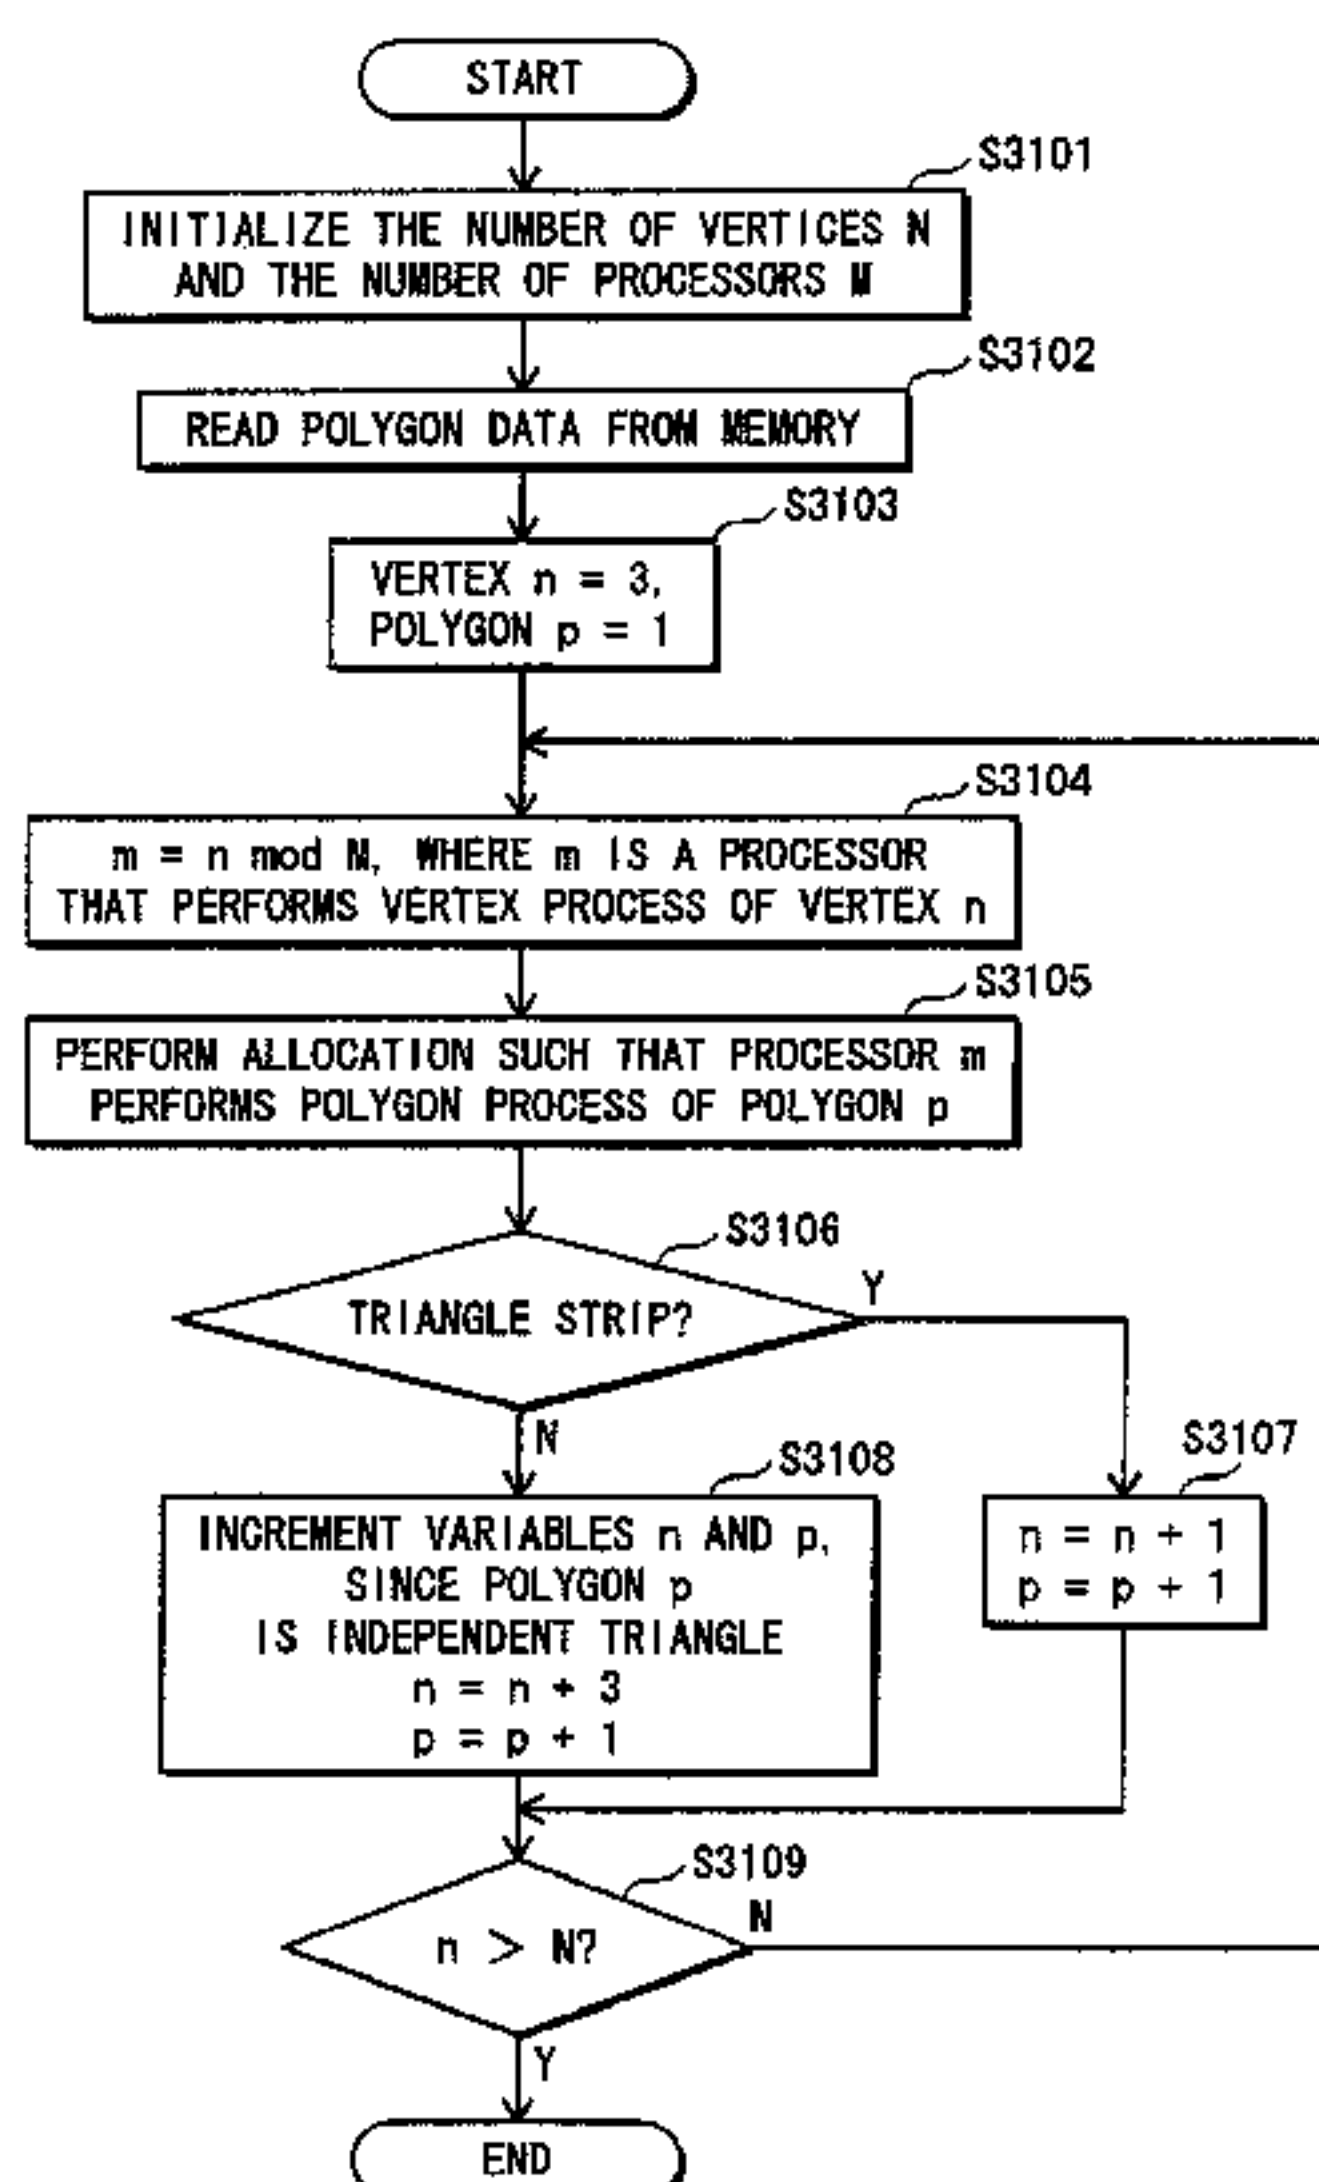 START
S3101
INITIALIZE THE NUMBER OF VERTICES N
AND THE NUMBER OF PROCESSORS M
S3102
READ POLYGON DATA FROM MEMORY
S3103
VERTEX n = 3,
POLYGON p = 1
S3104
m = n mod M, WHERE m IS A PROCESSOR
THAT PERFORMS VERTEX PROCESS OF VERTEX n
S3105
PERFORM ALLOCATION SUCH THAT PROCESSOR m
PERFORMS POLYGON PROCESS OF POLYGON p
S3106
TRIANGLE STRIP?
Y
N
S3107
n = n + 1
p = p + 1
S3108
INCREMENT VARIABLES n AND p,
SINCE POLYGON p
IS INDEPENDENT TRIANGLE
n = n + 3
p = p + 1
S3109
n > N?
N
Y
END